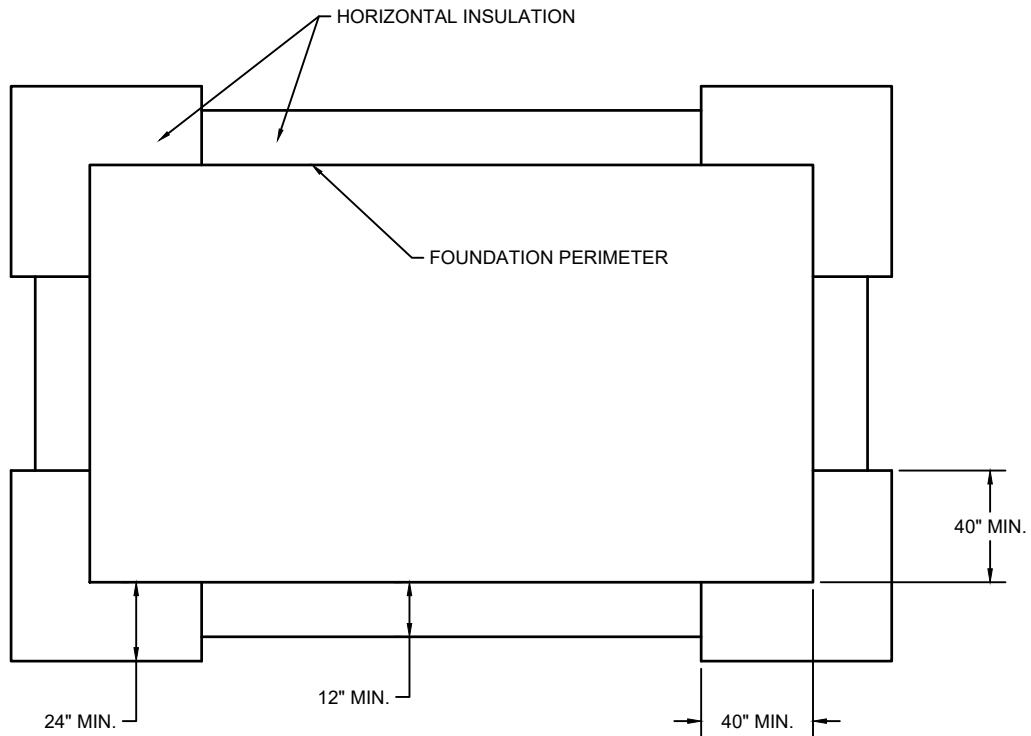 HORIZONTAL INSULATION
FOUNDATION PERIMETER
40" MIN.
24" MIN.
12" MIN.
40" MIN.